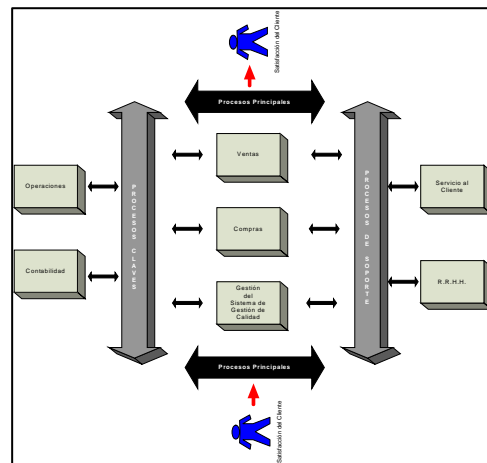 Satisfacción del Cliente
Procesos Principales
PROCESOS CLAVES
PROCESOS DE SOPORTE
Ventas
Operaciones
Servicio al
Cliente
Compras
Contabilidad
R.R.H.H.
Gestión
del
Sistema de
Gestión de
Calidad
Procesos Principales
Satisfacción del Cliente